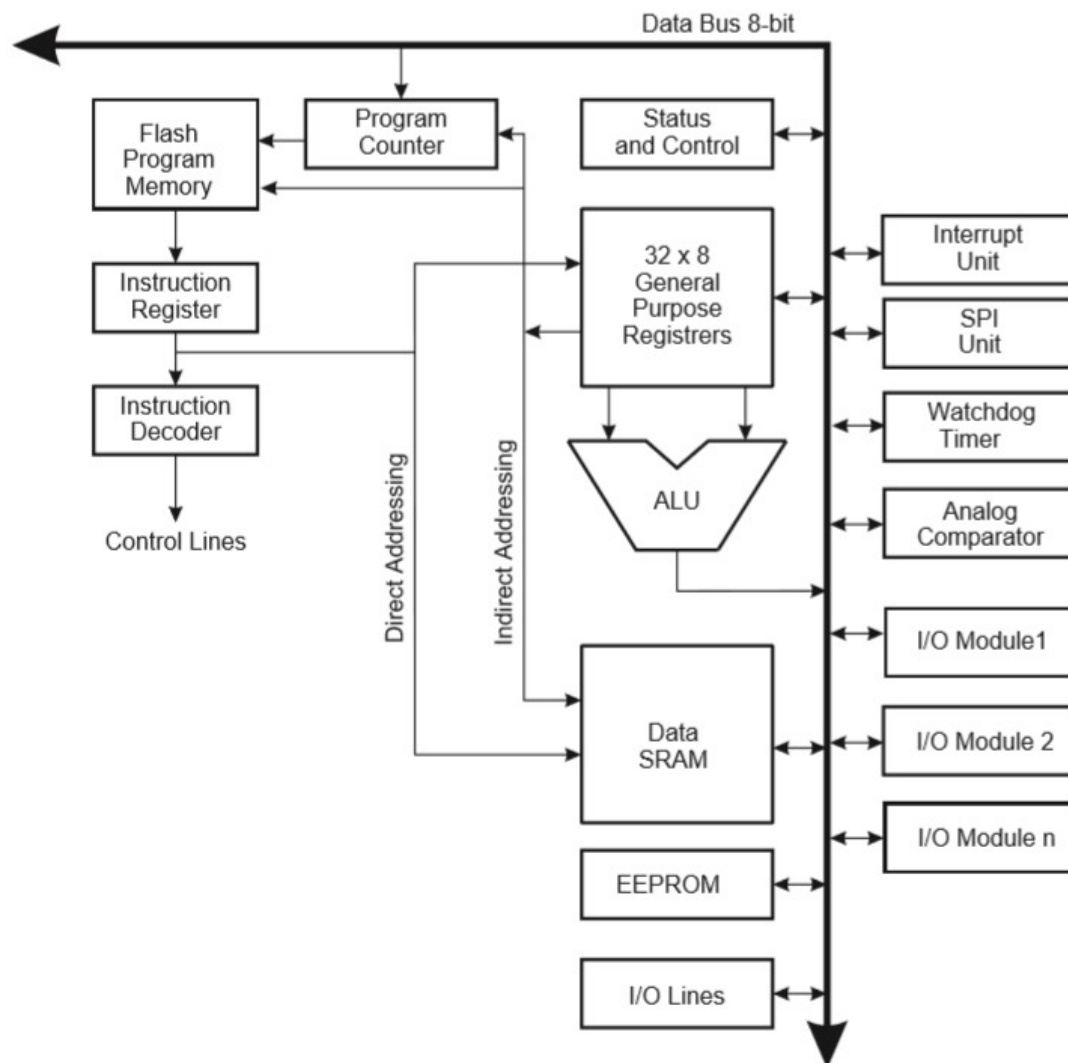 Data Bus 8-bit
Flash
Program
Memory
Program
Counter
Status
and Control
Interrupt
Unit
32 x 8
General
Purpose
Registrers
Instruction
Register
SPI
Unit
Instruction
Decoder
Watchdog
Timer
Control Lines
Direct Addressing
Indirect Addressing
ALU
Analog
Comparator
I/O Module1
Data
SRAM
I/O Module 2
I/O Module n
EEPROM
I/O Lines